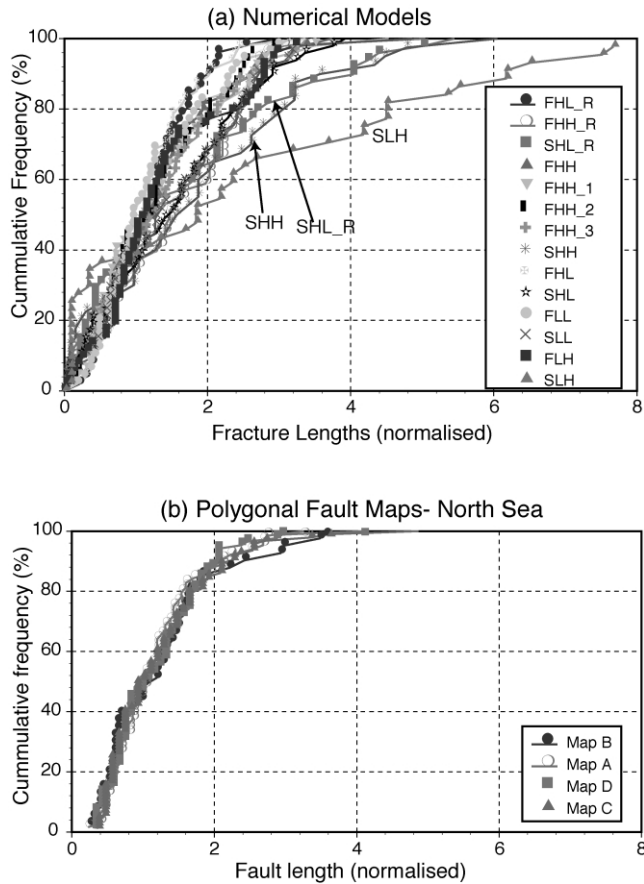 (a) Numerical Models
Cummulative Frequency (%)
100
80
60
40
20
0
0
2
4
6
8
Fracture Lengths (normalised)
SLH
SHH
SHL_R
FHL_R
FHH_R
SHL_R
FHH
FHH_1
FHH_2
FHH_3
SHH
FHL
SHL
FLL
SLL
FLH
SLH
(b) Polygonal Fault Maps- North Sea
Cummulative frequency (%)
100
80
60
40
20
0
0
2
4
6
8
Fault length (normalised)
Map B
Map A
Map D
Map C